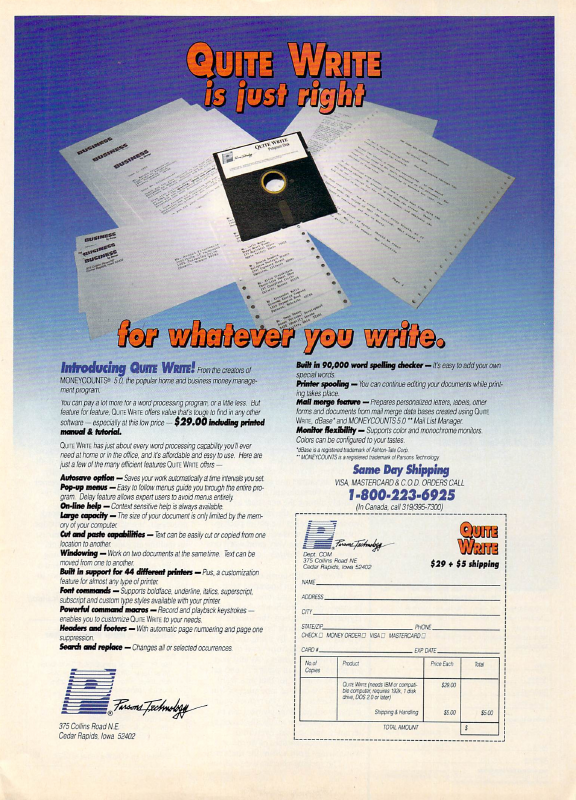 QUITE WRITE
is just right
BUSINESS
BUSINESS
BUSINESS
QUITE WRITE
Program Disk
BUSINESS
BUSINESS
BUSINESS
for whatever you write.
Introducing QUITE WRITE! From the creators of
MONEYCOUNTS® 5.0, the popular home and business money manage-
ment program.
You can pay a lot more for a word processing program, or a little less. But
feature for feature, QUITE WRITE offers value that's tough to find in any other
software — especially at this low price — $29.00 including printed
manual & tutorial.
QUITE WRITE has just about every word processing capability you'll ever
need at home or in the office, and it's affordable and easy to use. Here are
just a few of the many efficient features QUITE WRITE offers —
Autosave option — Saves your work automatically at time intervals you set.
Pop-up menus — Easy to follow menus guide you through the entire pro-
gram. Delay feature allows expert users to avoid menus entirely.
On-line help — Context sensitive help is always available.
Large capacity — The size of your document is only limited by the mem-
ory of your computer.
Cut and paste capabilities — Text can be easily cut or copied from one
location to another.
Windowing — Work on two documents at the same time. Text can be
moved from one to another.
Built in support for 44 different printers — Plus, a customization
feature for almost any type of printer.
Font commands — Supports boldface, underline, italics, superscript,
subscript and custom type styles available with your printer.
Powerful command macros — Record and playback keystrokes —
enables you to customize QUITE WRITE to your needs.
Headers and footers — With automatic page numbering and page one
suppression.
Search and replace — Changes all or selected occurrences.
P ® Parsons Technology
375 Collins Road N.E.
Cedar Rapids, Iowa 52402
Built in 90,000 word spelling checker — It's easy to add your own
special words.
Printer spooling — You can continue editing your documents while print-
ing takes place.
Mail merge feature — Prepares personalized letters, labels, other
forms and documents from mail merge data bases created using QUITE
WRITE, dBase* and MONEYCOUNTS 5.0 ** Mail List Manager.
Monitor flexibility — Supports color and monochrome monitors.
Colors can be configured to your tastes.
*dBase is a registered trademark of Ashton-Tate Corp.
** MONEYCOUNTS is a registered trademark of Parsons Technology
Same Day Shipping
VISA, MASTERCARD & C.O.D. ORDERS CALL
1-800-223-6925
(In Canada, call 319/395-7300)
P ® Parsons Technology
Dept. COM
375 Collins Road NE
Cedar Rapids, Iowa 52402
QUITE
WRITE
$29 + $5 shipping
NAME
ADDRESS
CITY
STATE/ZIP PHONE
CHECK □ MONEY ORDER □ VISA □ MASTERCARD □
CARD # EXP DATE
No. of Copies Product Price Each Total
Quite Write (needs IBM or compati-
ble computer, requires 192k, 1 disk
drive, DOS 2.0 or later) $29.00
Shipping & Handling $5.00 $5.00
TOTAL AMOUNT $